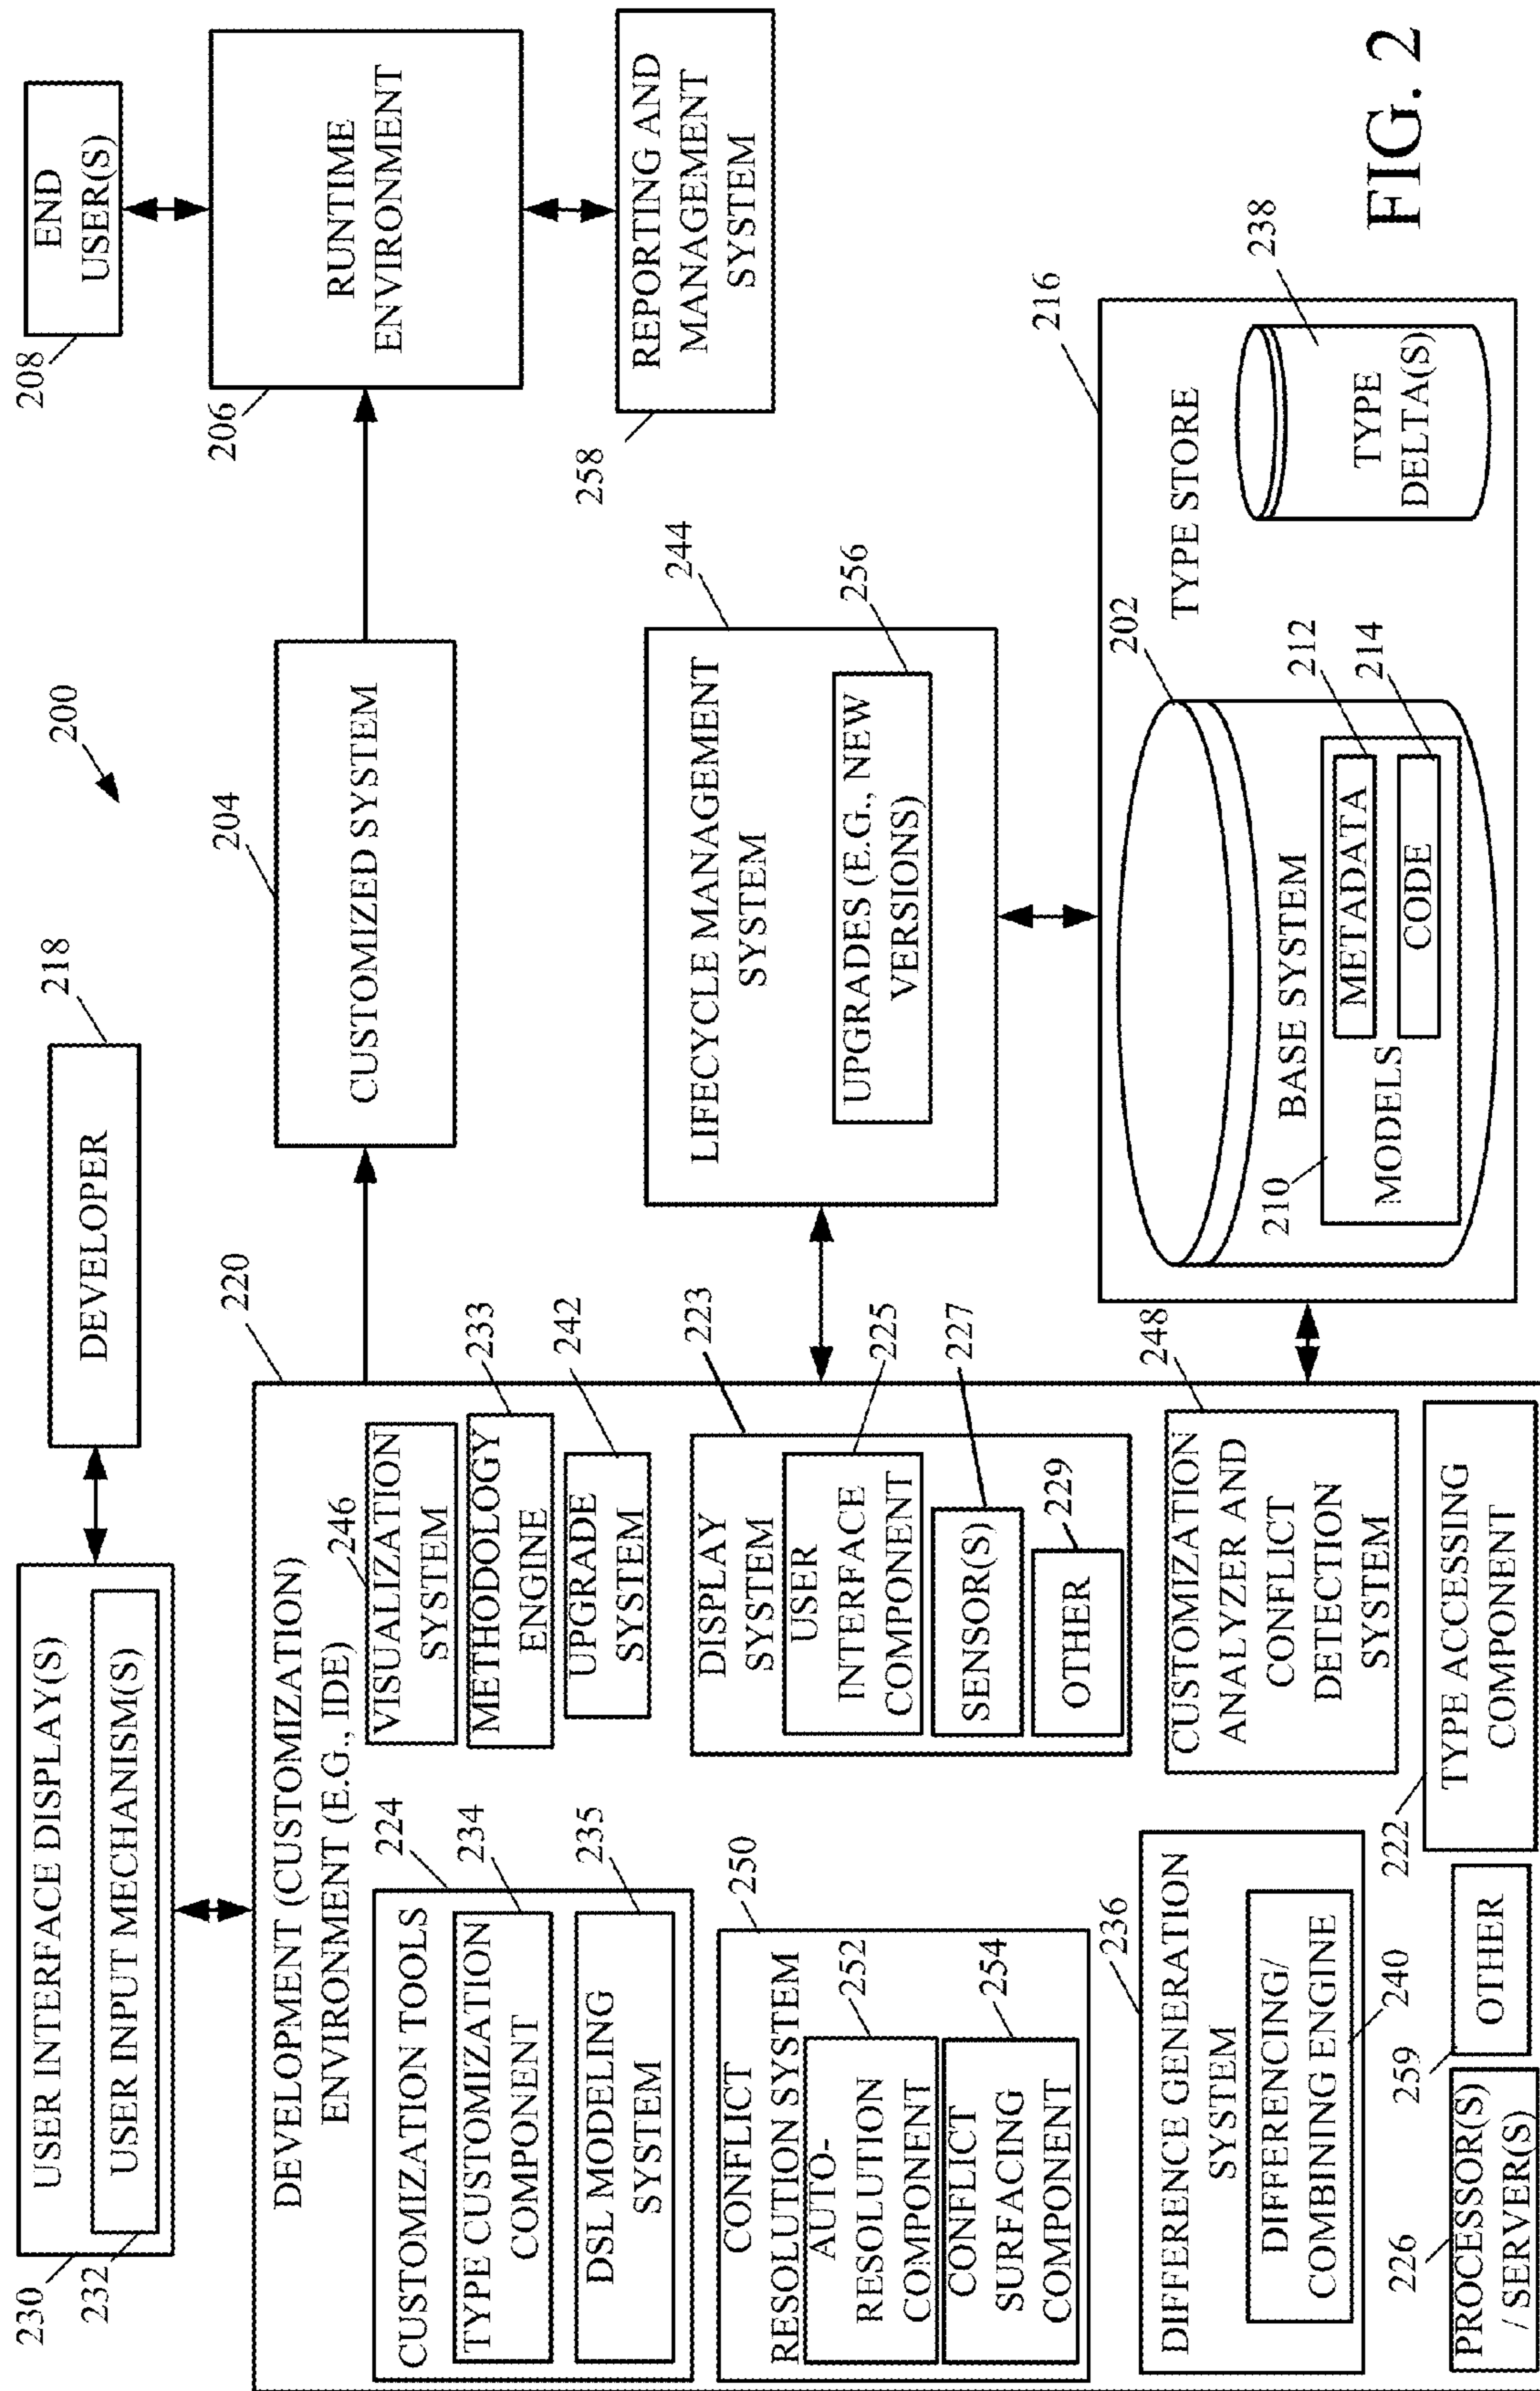 200
USER INTERFACE DISPLAY(S)
USER INPUT MECHANISM(S)
230
232
DEVELOPER
218
END
USER(S)
208
DEVELOPMENT (CUSTOMIZATION)
ENVIRONMENT (E.G., IDE)
220
CUSTOMIZED SYSTEM
204
RUNTIME
ENVIRONMENT
206
REPORTING AND
MANAGEMENT
SYSTEM
258
CUSTOMIZATION TOOLS
224
TYPE CUSTOMIZATION
COMPONENT
234
DSL MODELING
SYSTEM
235
VISUALIZATION
SYSTEM
246
METHODOLOGY
ENGINE
233
UPGRADE
SYSTEM
242
CONFLICT
RESOLUTION SYSTEM
250
AUTO-
RESOLUTION
COMPONENT
252
CONFLICT
SURFACING
COMPONENT
254
DISPLAY
SYSTEM
223
USER
INTERFACE
COMPONENT
225
SENSOR(S)
227
OTHER
229
LIFECYCLE MANAGEMENT
SYSTEM
244
UPGRADES (E.G., NEW
VERSIONS)
256
DIFFERENCE GENERATION
SYSTEM
236
DIFFERENCING/
COMBINING ENGINE
240
CUSTOMIZATION
ANALYZER AND
CONFLICT
DETECTION
SYSTEM
248
TYPE ACCESSING
COMPONENT
222
PROCESSOR(S)
/ SERVER(S)
226
OTHER
259
TYPE STORE
216
202
BASE SYSTEM
210
MODELS
METADATA
212
CODE
214
TYPE
DELTA(S)
238
FIG. 2